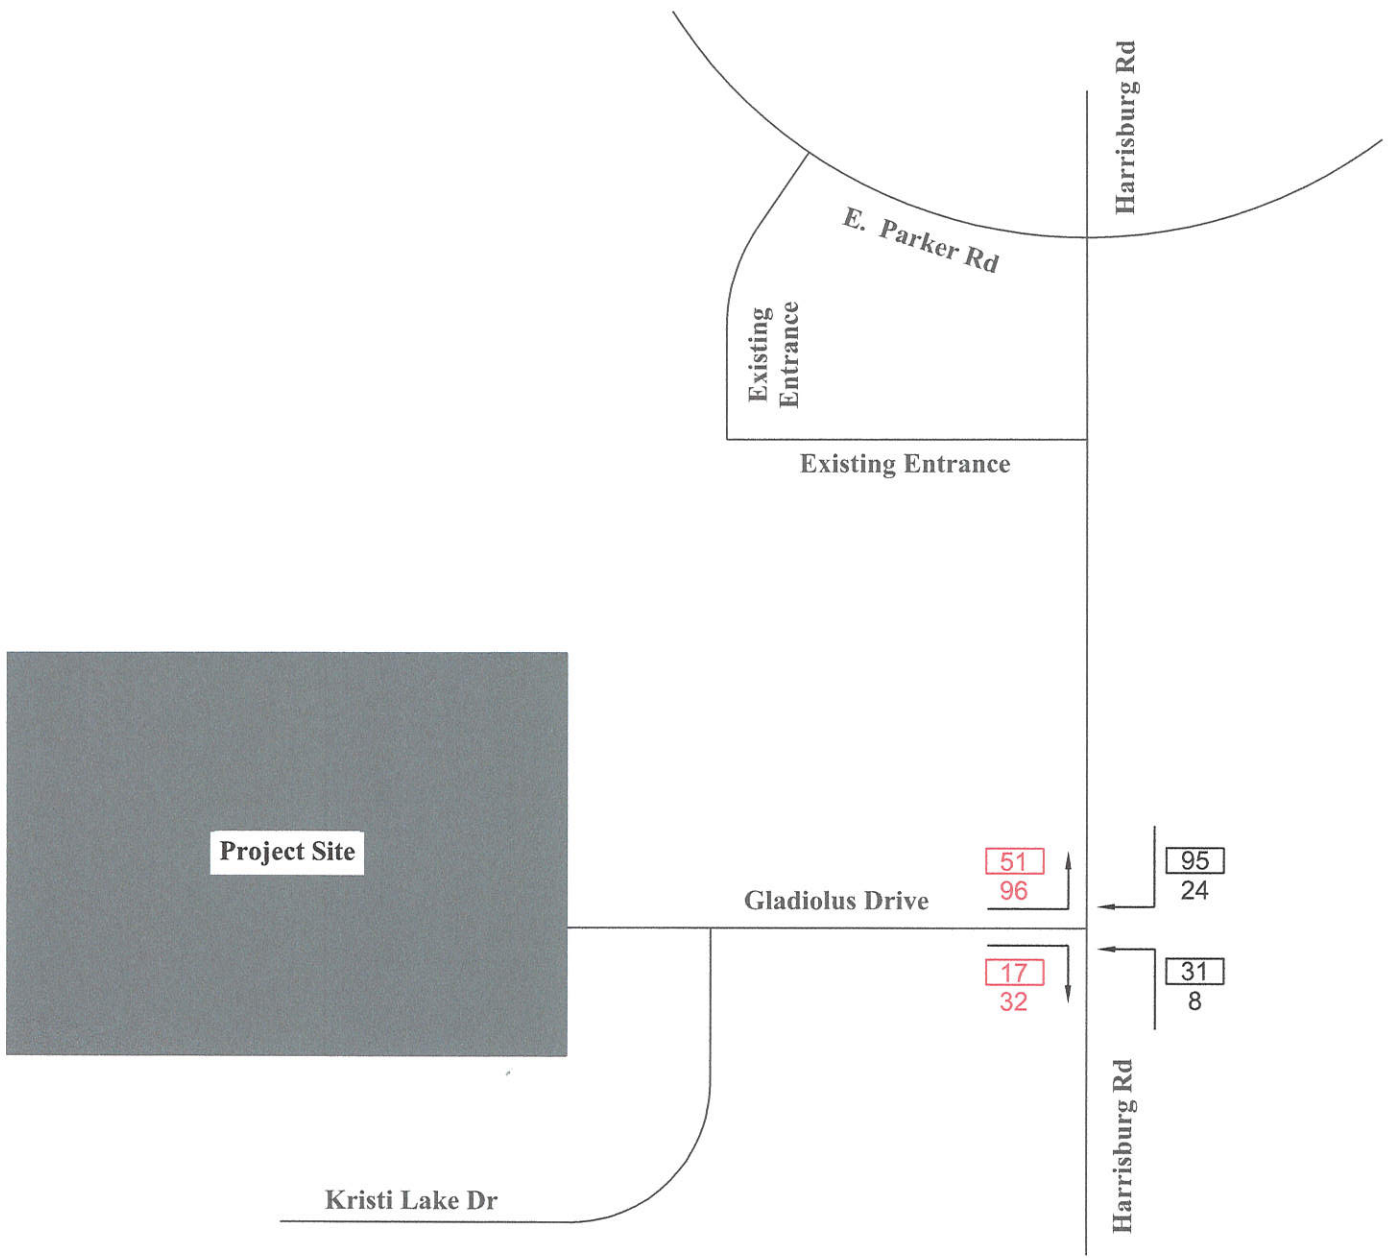 Harrisburg Rd
E. Parker Rd
Existing
Entrance
Existing Entrance
Project Site
Gladiolus Drive
51
96
95
24
17
32
31
8
Harrisburg Rd
Kristi Lake Dr